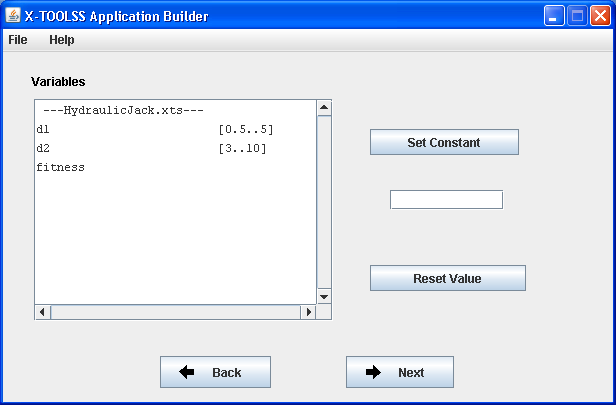 X-TOOLSS Application Builder
File Help
Variables
---HydraulicJack.xts---
d1 [0.5..5]
d2 [3..10]
fitness
Set Constant
Reset Value
Back
Next